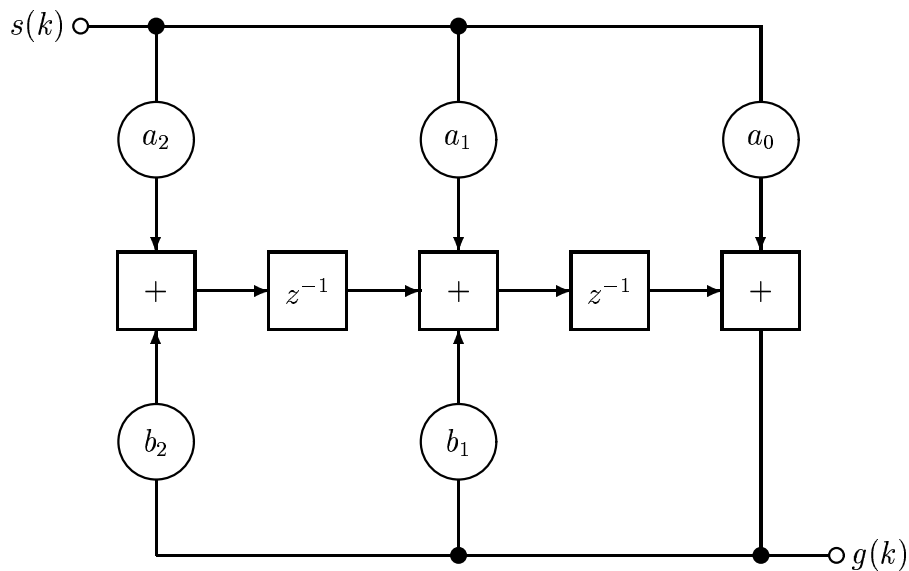 s(k)
a₂ a₁ a₀
+ z⁻¹ + z⁻¹ +
b₂ b₁
g(k)